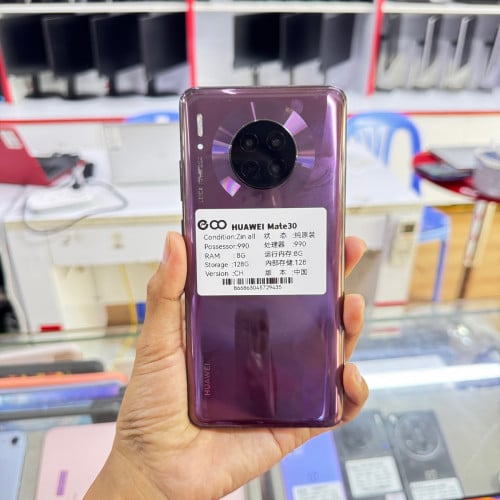 HUAWEI Mate30
Condition:Zin all 状 态 :纯原装
Possessor:990 处理器 :990
RAM :8G 运行内存:8G
Storage :128G 内部存储:128
Version :CH 版 本 :中国
866863045729435
HUAWEI